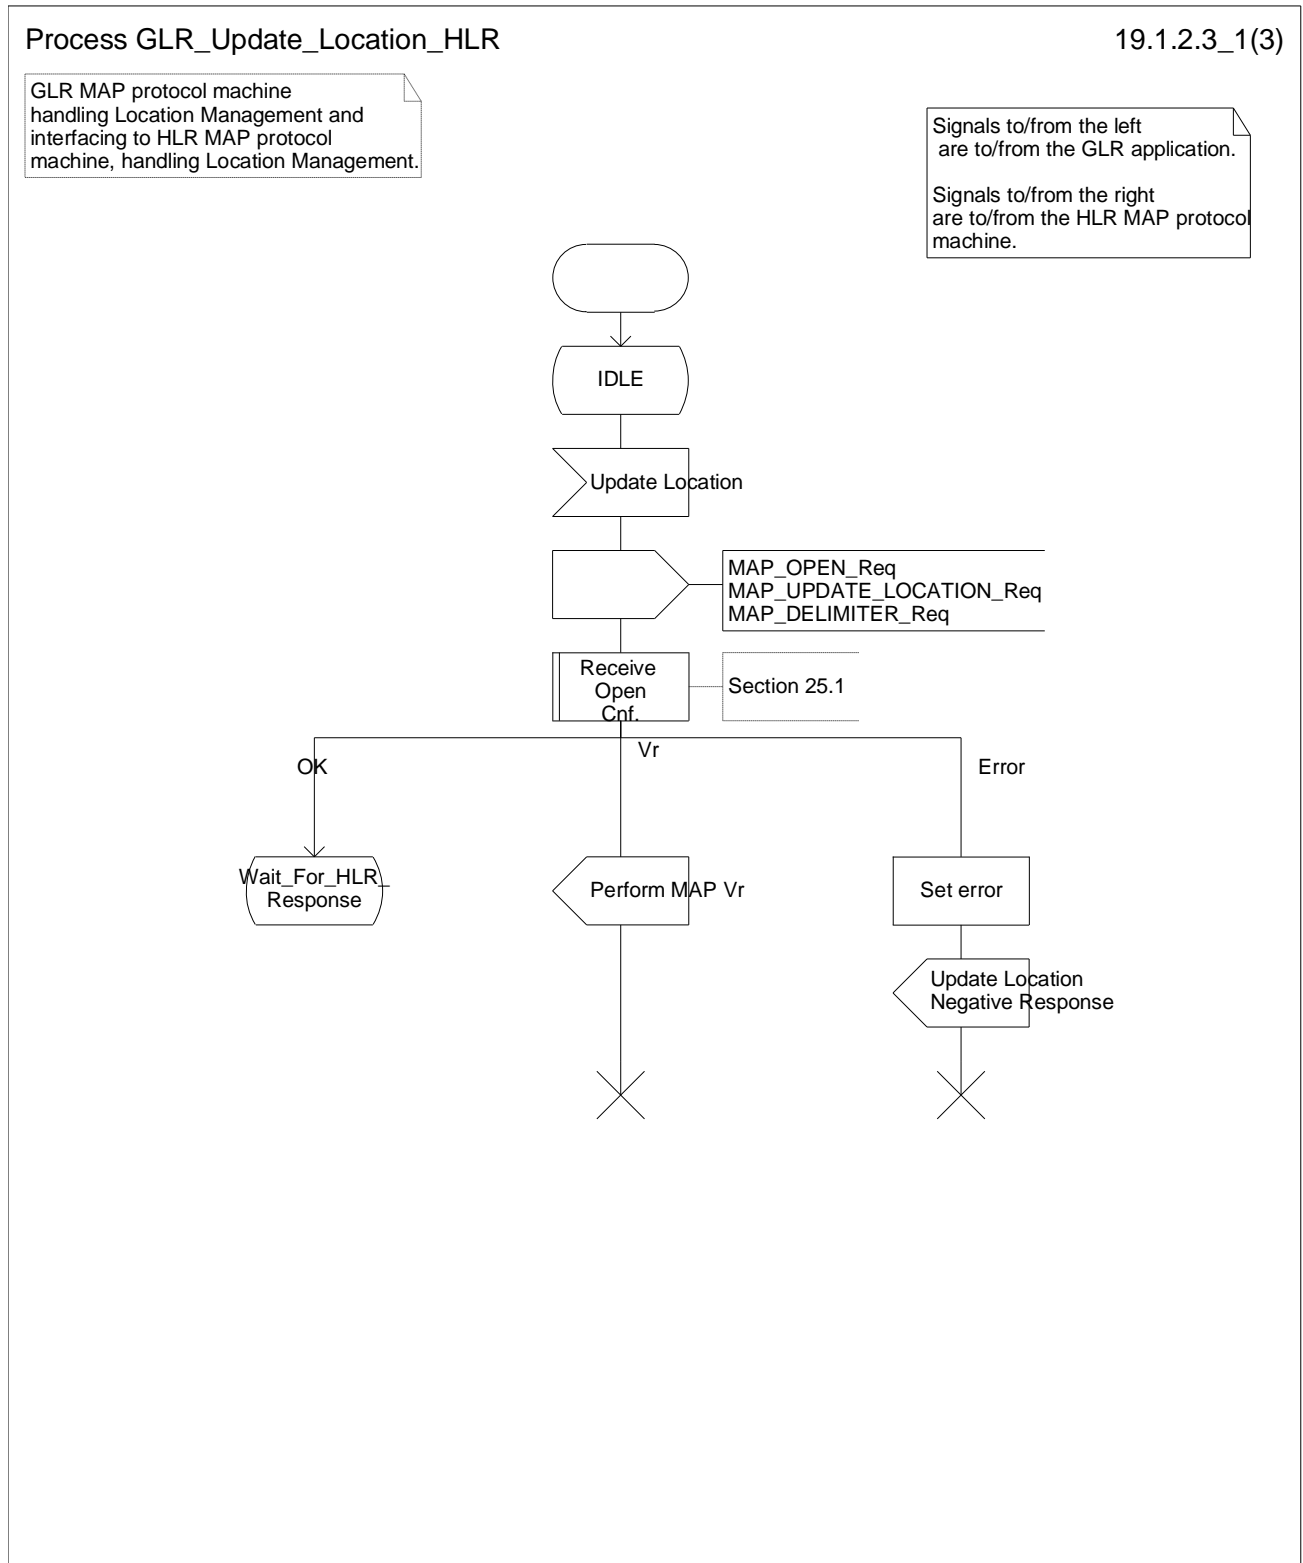 Process GLR_Update_Location_HLR
19.1.2.3_1(3)
GLR MAP protocol machine
handling Location Management and
interfacing to HLR MAP protocol
machine, handling Location Management.
Signals to/from the left
are to/from the GLR application.
Signals to/from the right
are to/from the HLR MAP protocol
machine.
IDLE
Update Location
MAP_OPEN_Req
MAP_UPDATE_LOCATION_Req
MAP_DELIMITER_Req
Receive
Open
Cnf.
Section 25.1
OK
Vr
Error
Wait_For_HLR_
Response
Perform MAP Vr
Set error
Update Location
Negative Response